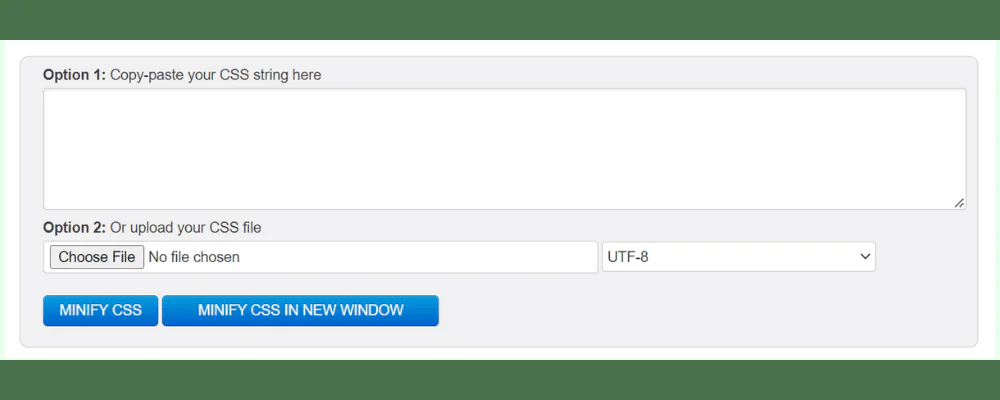 Option 1: Copy-paste your CSS string here
Option 2: Or upload your CSS file
Choose File No file chosen UTF-8
MINIFY CSS MINIFY CSS IN NEW WINDOW